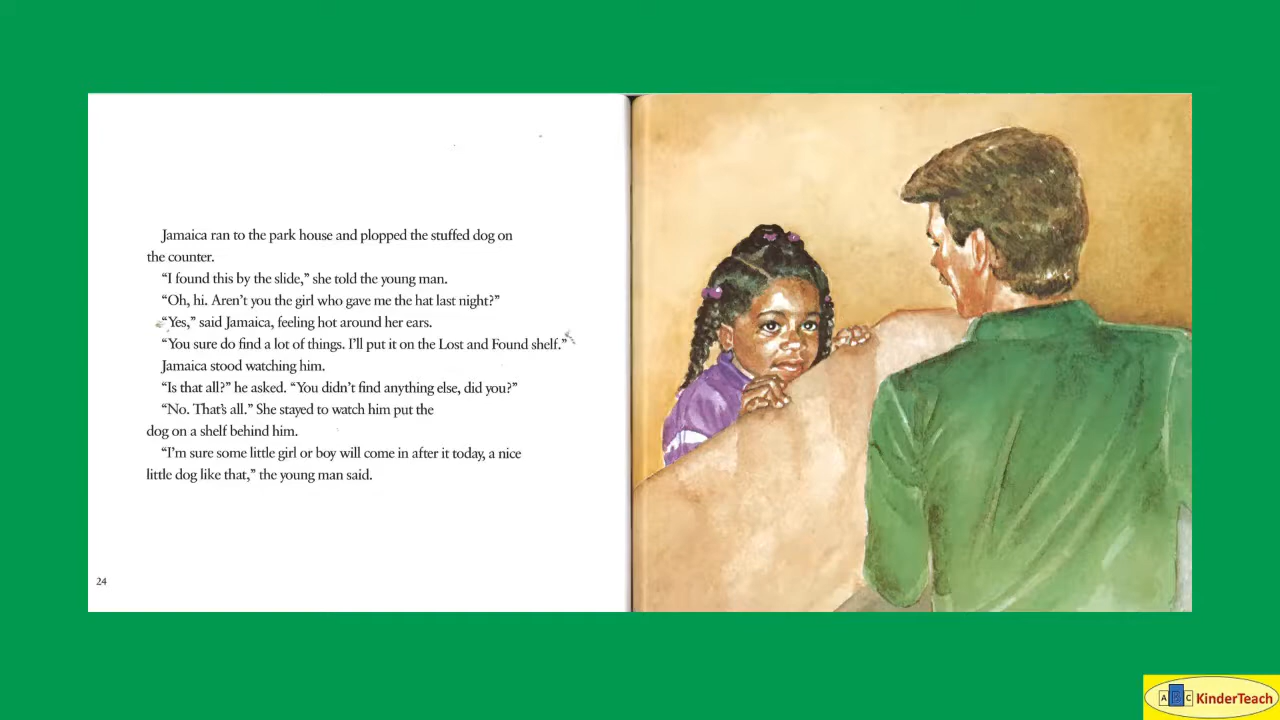 Jamaica ran to the park house and plopped the stuffed dog on
the counter.
“I found this by the slide,” she told the young man.
“Oh, hi. Aren’t you the girl who gave me the hat last night?”
“Yes,” said Jamaica, feeling hot around her ears.
“You sure do find a lot of things. I’ll put it on the Lost and Found shelf.”
Jamaica stood watching him.
“Is that all?” he asked. “You didn’t find anything else, did you?”
“No. That’s all.” She stayed to watch him put the
dog on a shelf behind him.
“I’m sure some little girl or boy will come in after it today, a nice
little dog like that,” the young man said.
24
ABC KinderTeach